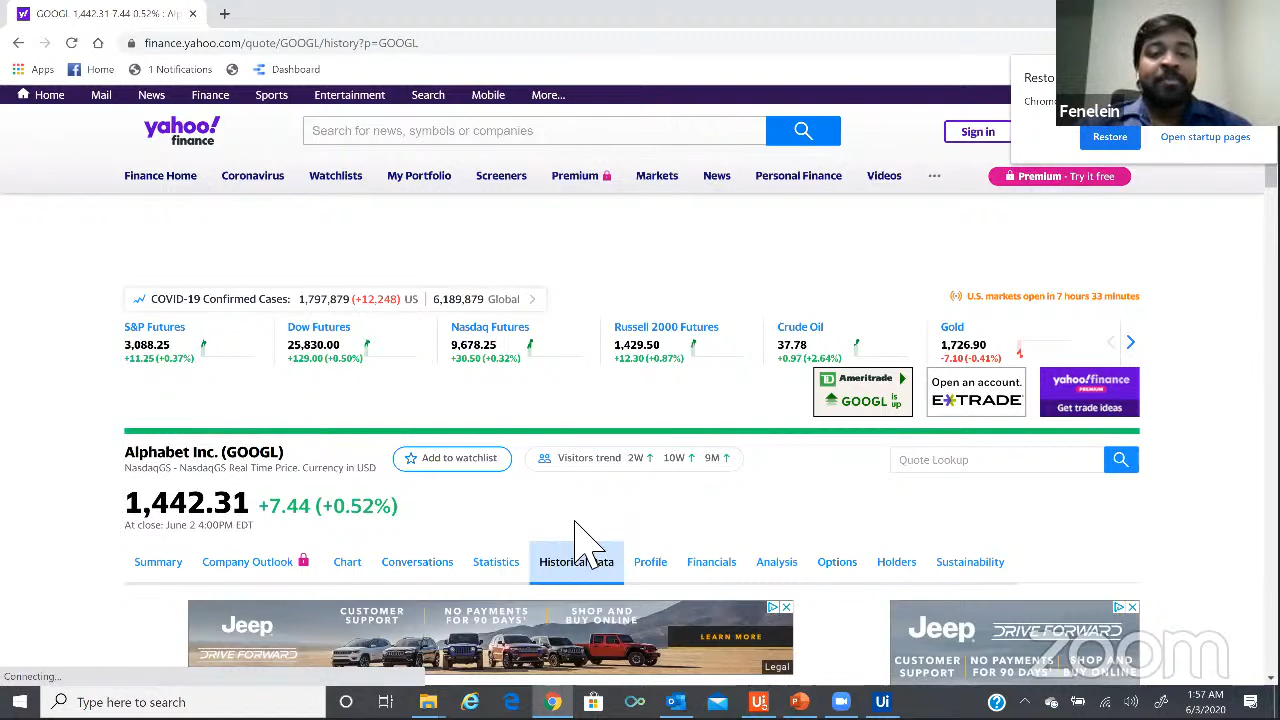 GOOGL 1,442.31 7.44 0.52% : Alp
finance.yahoo.com/quote/GOOGL/history?p=GOOGL
Apps Home 1 Notifications Dashboard
Resto
Chrom
Fenelein
Restore Open startup pages
Home Mail News Finance Sports Entertainment Search Mobile More...
yahoo!
finance
Search for news, symbols or companies
Sign in
Finance Home Coronavirus Watchlists My Portfolio Screeners Premium Markets News Personal Finance Videos ••• Premium - Try it free
COVID-19 Confirmed Cases: 1,797,879 (+12,248) US 6,189,879 Global
U.S. markets open in 7 hours 33 minutes
S&P Futures Dow Futures Nasdaq Futures Russell 2000 Futures Crude Oil Gold
3,088.25 25,830.00 9,678.25 1,429.50 37.78 1,726.90
+11.25 (+0.37%) +129.00 (+0.50%) +30.50 (+0.32%) +12.30 (+0.87%) +0.97 (+2.64%) -7.10 (-0.41%)
TD Ameritrade
GOOGL is up
Open an account.
E*TRADE
yahoo!finance
PREMIUM
Get trade ideas
Alphabet Inc. (GOOGL)
NasdaqGS - NasdaqGS Real Time Price. Currency in USD
Add to watchlist
Visitors trend 2W ↑ 10W ↑ 9M ↑
Quote Lookup
1,442.31 +7.44 (+0.52%)
At close: June 2 4:00PM EDT
Summary Company Outlook Chart Conversations Statistics Historical Data Profile Financials Analysis Options Holders Sustainability
Jeep
DRIVE FORWARD
CUSTOMER SUPPORT
NO PAYMENTS FOR 90 DAYS*
SHOP AND BUY ONLINE
LEARN MORE
Legal
Jeep DRIVE FORWARD
CUSTOMER NO PAYMENTS SHOP AND
SUPPORT FOR 90 DAYS* BUY ONLINE
zoom
Connecting...
Type here to search
1:57 AM
6/3/2020